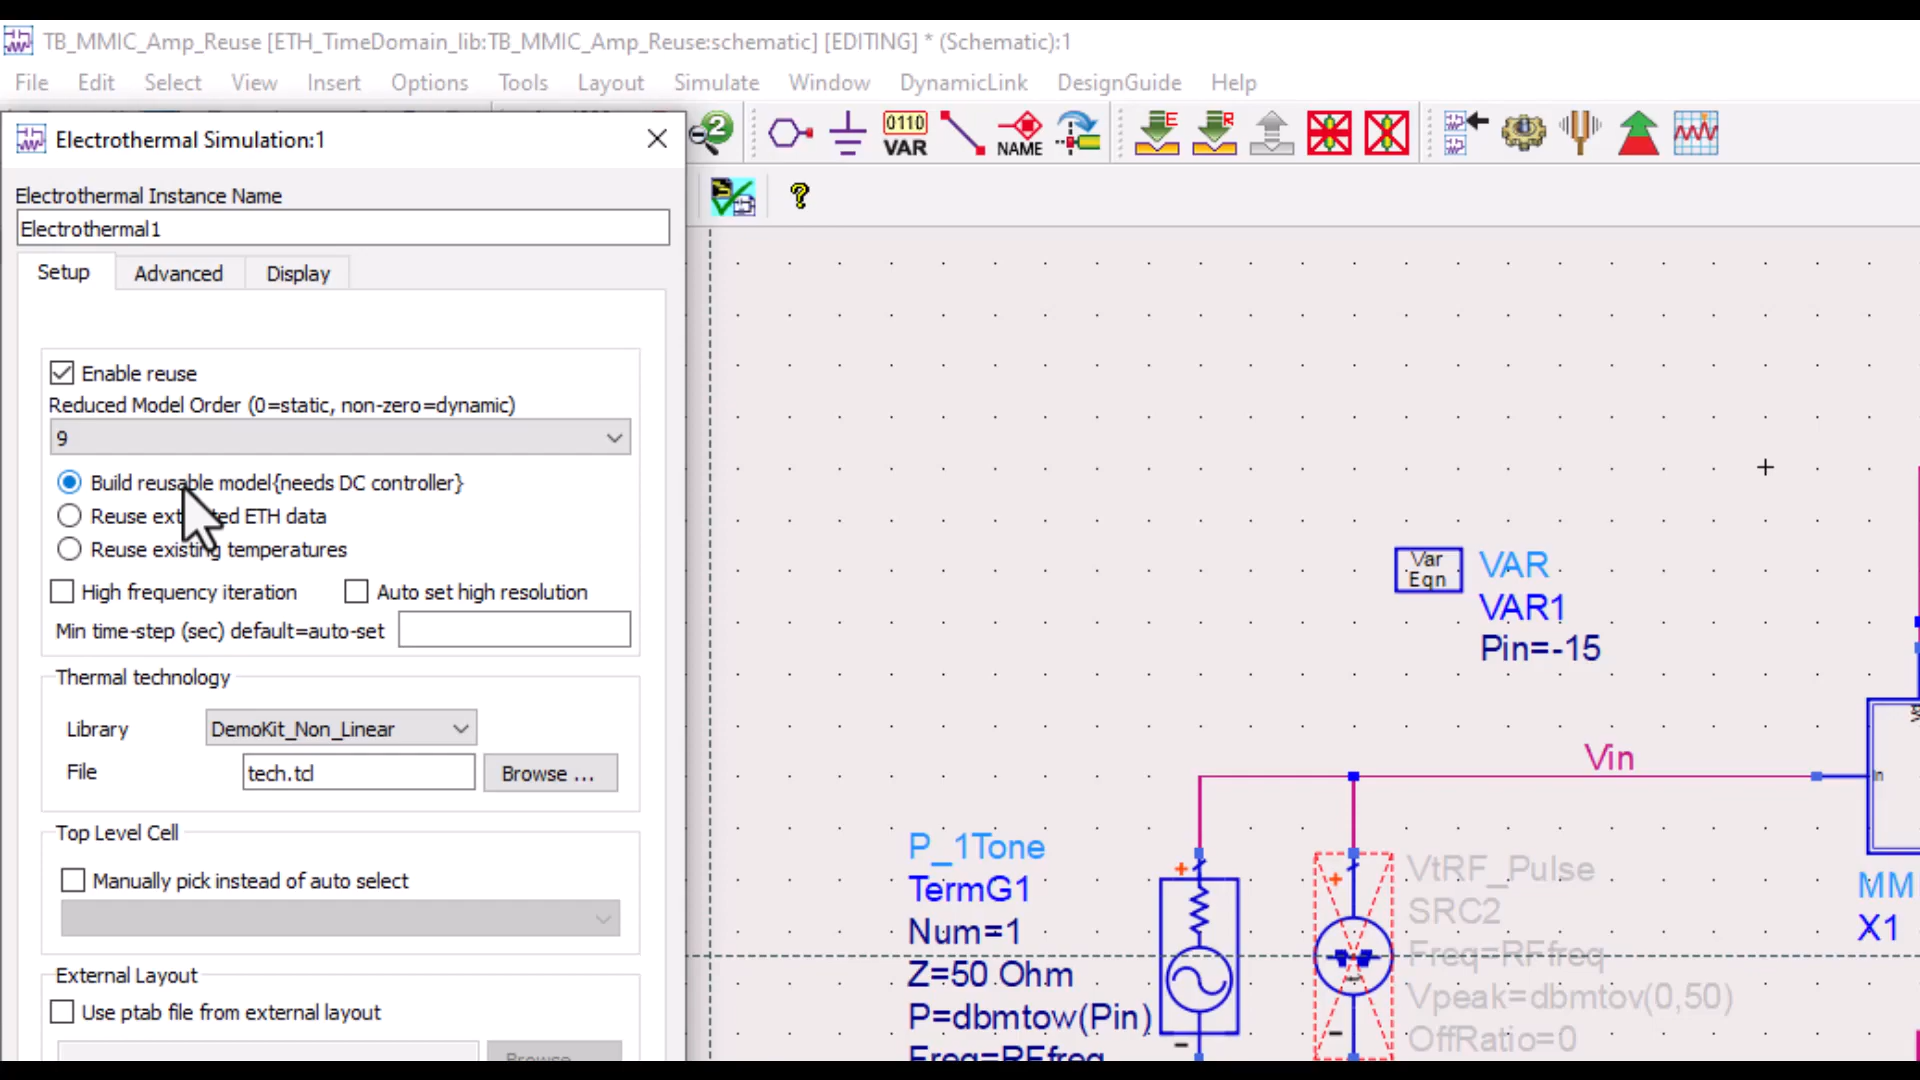 TB_MMIC_Amp_Reuse [ETH_TimeDomain_lib:TB_MMIC_Amp_Reuse:schematic] [EDITING] * (Schematic):1
File Edit Select View Insert Options Tools Layout Simulate Window DynamicLink DesignGuide Help
Electrothermal Simulation:1
2
0110
VAR
NAME
E
R
?
Electrothermal Instance Name
Electrothermal1
Setup Advanced Display
Enable reuse
Reduced Model Order (0=static, non-zero=dynamic)
9
Build reusable model{needs DC controller}
Reuse ETH data
Reuse existing temperatures
High frequency iteration Auto set high resolution
Min time-step (sec) default=auto-set
Thermal technology
Library DemoKit_Non_Linear
File tech.tcl Browse ...
Top Level Cell
Manually pick instead of auto select
External Layout
Use ptab file from external layout
Browse
Var
Eqn
VAR
VAR1
Pin=-15
Vin
In
P_1Tone
TermG1
Num=1
Z=50 Ohm
P=dbmtow(Pin)
Freq=RFfreq
VtRF_Pulse
SRC2
Freq=RFfreq
Vpeak=dbmtov(0,50)
OffRatio=0
MM
X1